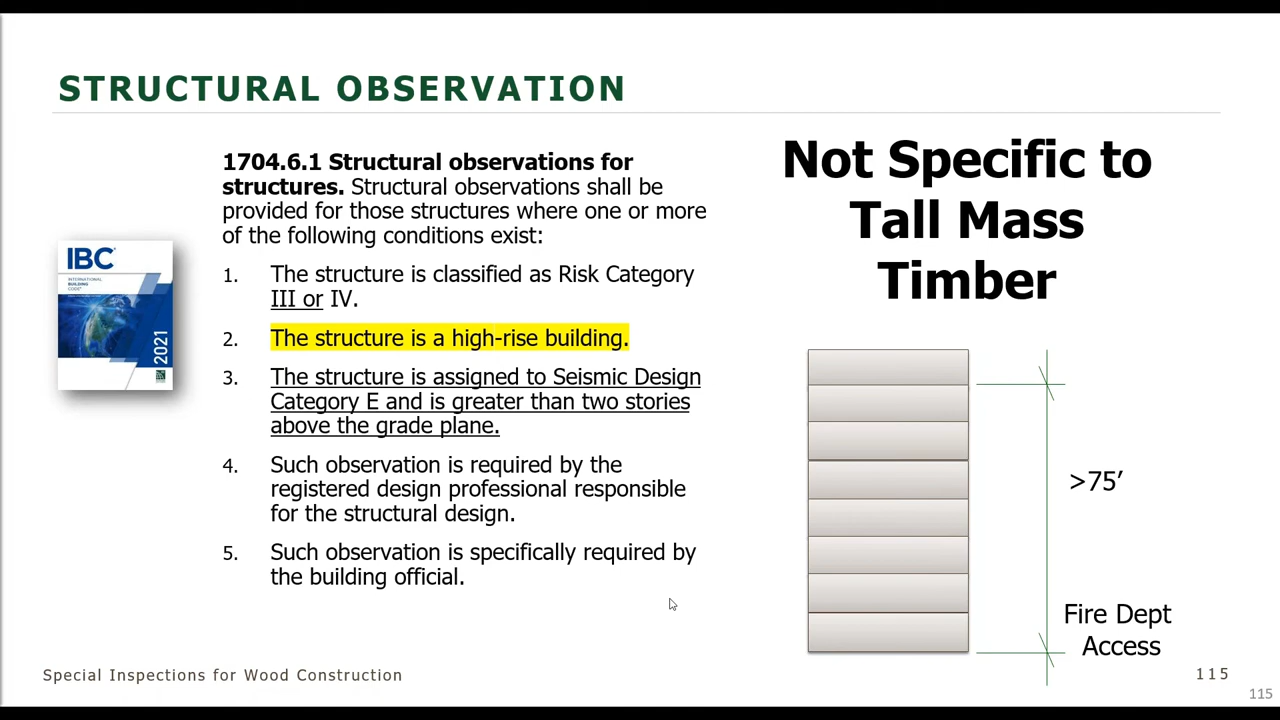 STRUCTURAL OBSERVATION
1704.6.1 Structural observations for
structures. Structural observations shall be
provided for those structures where one or more
of the following conditions exist:
1. The structure is classified as Risk Category
III or IV.
2. The structure is a high-rise building.
3. The structure is assigned to Seismic Design
Category E and is greater than two stories
above the grade plane.
4. Such observation is required by the
registered design professional responsible
for the structural design.
5. Such observation is specifically required by
the building official.
IBC
INTERNATIONAL
BUILDING
CODE
2021
Not Specific to
Tall Mass
Timber
>75’
Fire Dept
Access
Special Inspections for Wood Construction
115
115